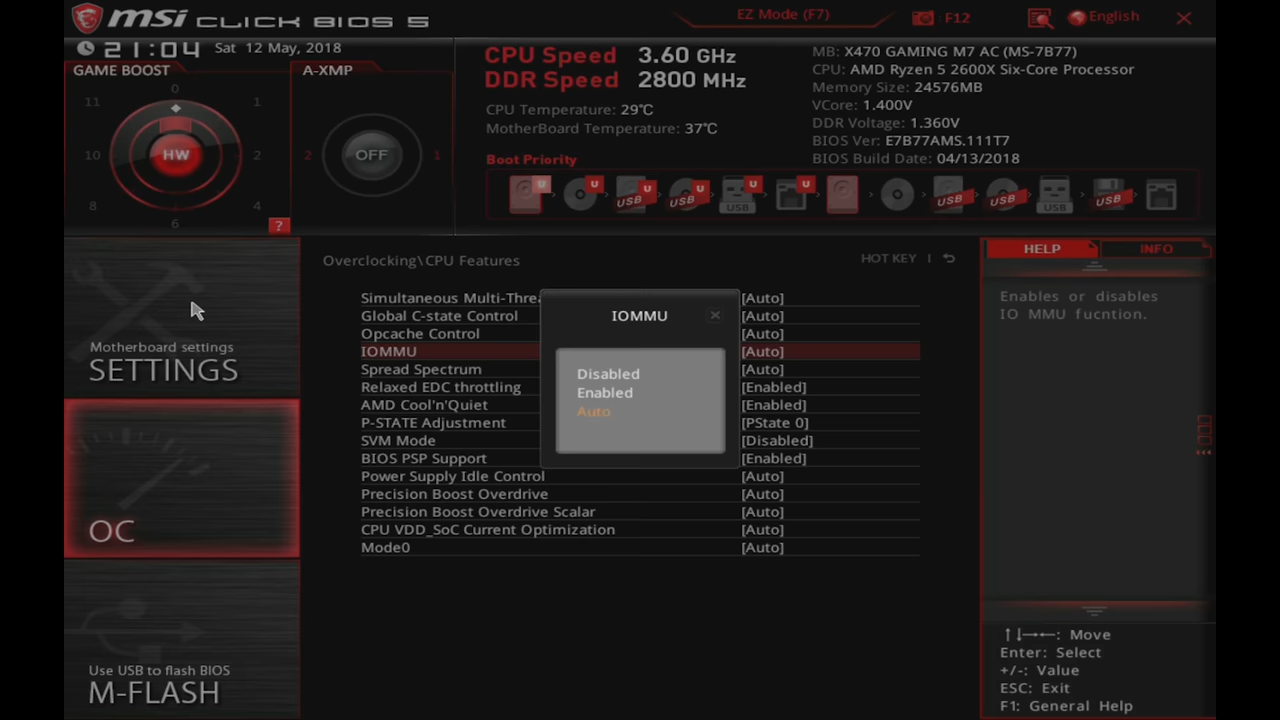 msi CLICK BIOS 5
EZ Mode (F7)
: F12
English
21:04 Sat 12 May, 2018
GAME BOOST
A-XMP
0
11
1
10
HW
2
8
4
6
?
2
OFF
1
CPU Speed 3.60 GHz
DDR Speed 2800 MHz
CPU Temperature: 29℃
MotherBoard Temperature: 37℃
MB: X470 GAMING M7 AC (MS-7B77)
CPU: AMD Ryzen 5 2600X Six-Core Processor
Memory Size: 24576MB
VCore: 1.400V
DDR Voltage: 1.360V
BIOS Ver: E7B77AMS.111T7
BIOS Build Date: 04/13/2018
Boot Priority
U U USB U USB U USB U U USB USB USB USB
Motherboard settings
SETTINGS
OC
Use USB to flash BIOS
M-FLASH
Overclocking\CPU Features
HOT KEY |
Simultaneous Multi-Threa [Auto]
Global C-state Control [Auto]
Opcache Control [Auto]
IOMMU [Auto]
Spread Spectrum [Auto]
Relaxed EDC throttling [Enabled]
AMD Cool'n'Quiet [Enabled]
P-STATE Adjustment [PState 0]
SVM Mode [Disabled]
BIOS PSP Support [Enabled]
Power Supply Idle Control [Auto]
Precision Boost Overdrive [Auto]
Precision Boost Overdrive Scalar [Auto]
CPU VDD_SoC Current Optimization [Auto]
Mode0 [Auto]
IOMMU
Disabled
Enabled
Auto
HELP
INFO
Enables or disables
IO MMU fucntion.
↑↓→←: Move
Enter: Select
+/-: Value
ESC: Exit
F1: General Help